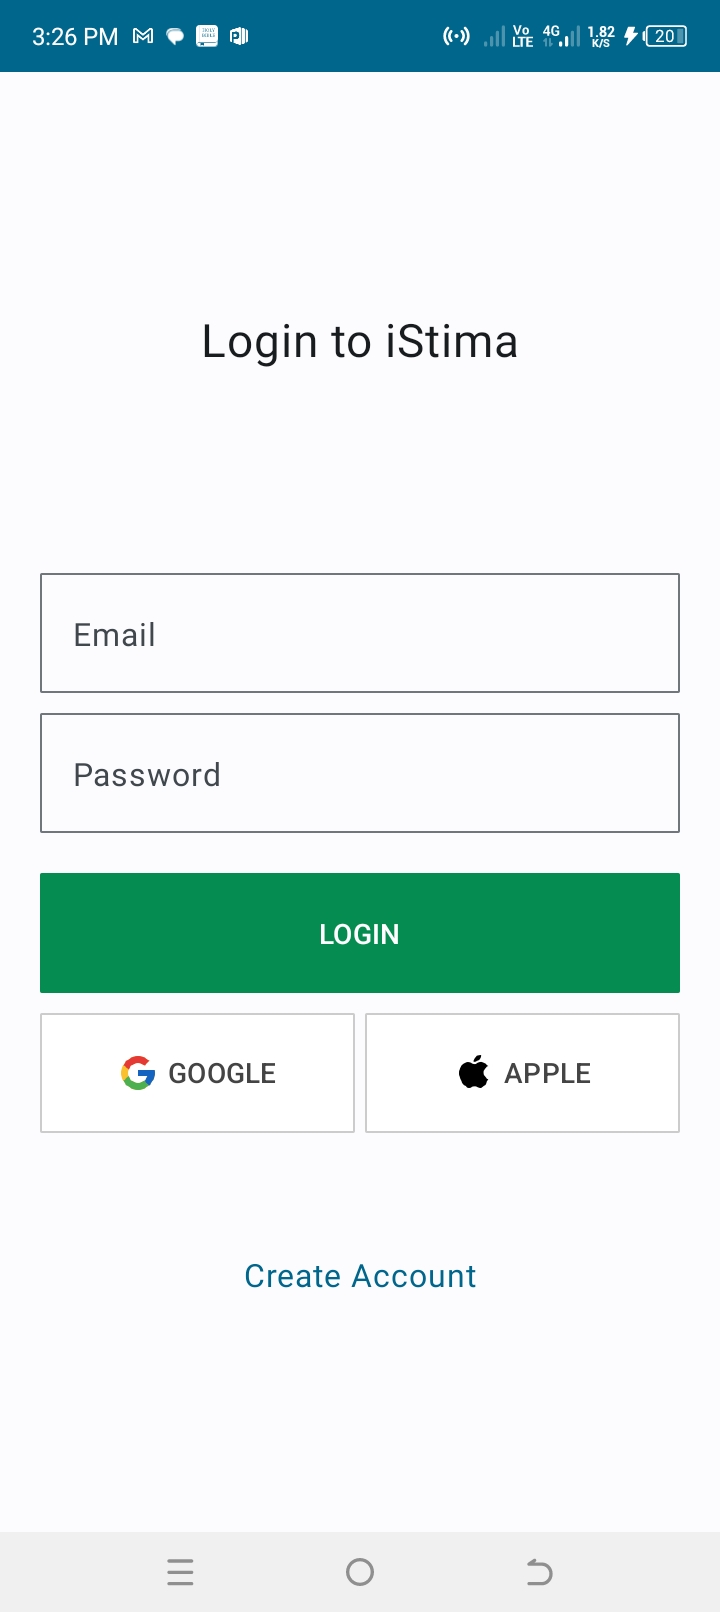 3:26 PM Vo LTE 4G 1.82 K/S 20
Login to iStima
Email
Password
LOGIN
GOOGLE APPLE
Create Account